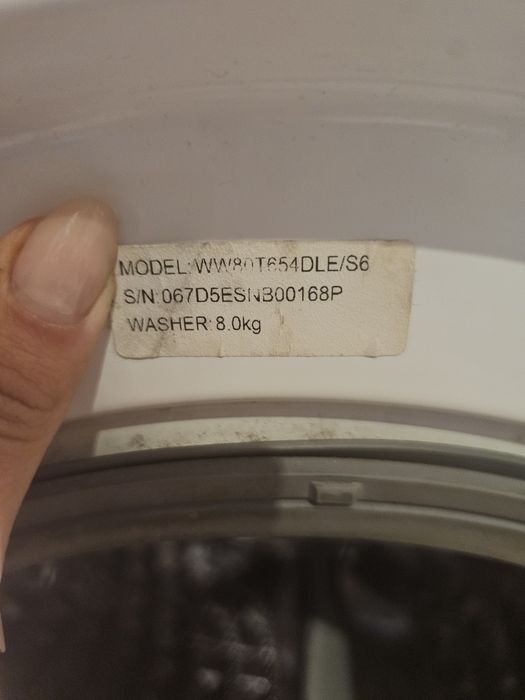 MODEL:WW80T654DLE/S6
S/N:067D5ESNB00168P
WASHER:8.0kg